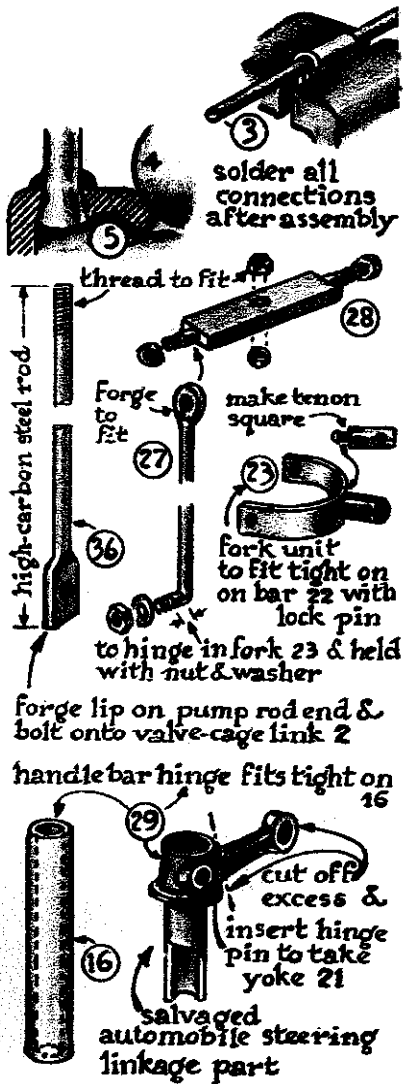 3
solder all
connections
after assembly
4
5
thread to fit
28
high-carbon steel rod
Forge
to
fit
27
make tenon
square
23
36
fork unit
to fit tight on
on bar 22 with
lock pin
to hinge in fork 23 & held
with nut & washer
forge lip on pump rod end &
bolt onto valve-cage link 2
handle bar hinge fits tight on
16
29
cut off
excess &
insert hinge
pin to take
yoke 21
16
salvaged
automobile steering
linkage part